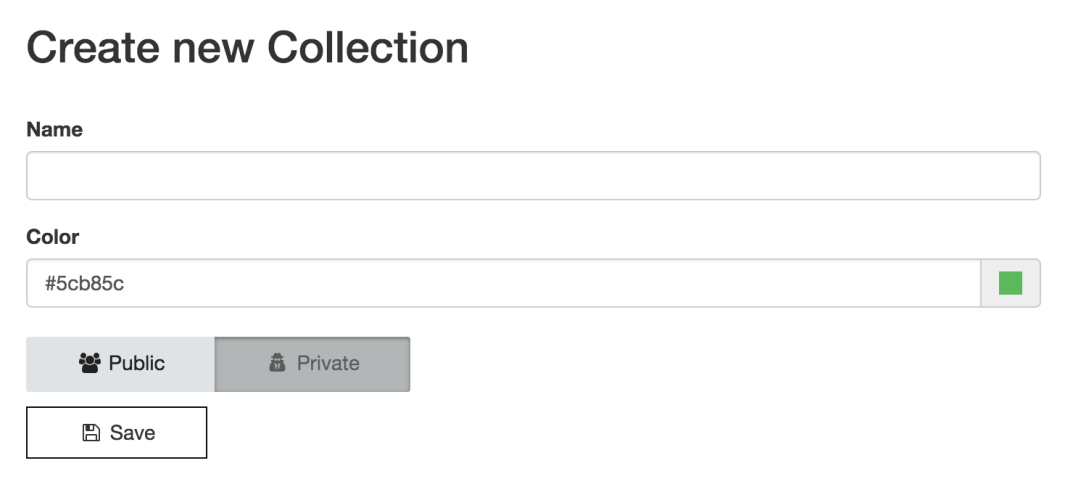 Create new Collection
Name
Color
#5cb85c
Public Private
Save